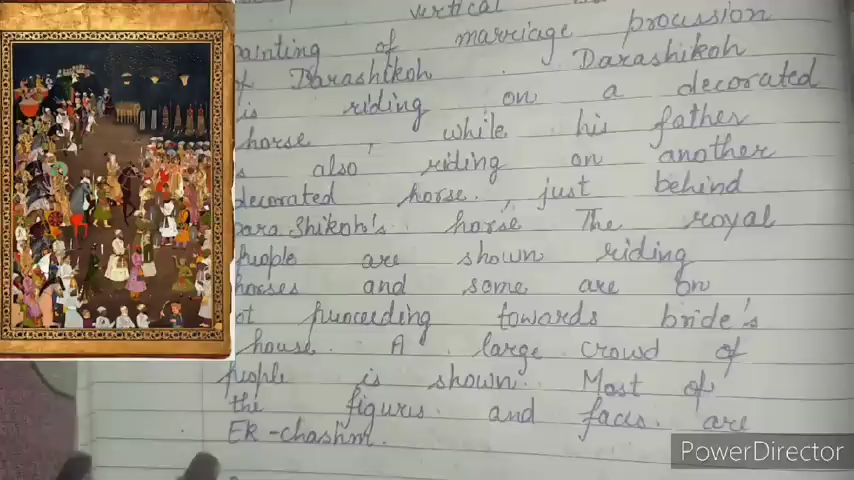 vertical
painting of marriage procussion
of Darashikoh. Darashikoh
is riding on a decorated
horse, while his father
is also riding on another
decorated horse, just behind
Dara Shikoh's horse. The royal
people are shown riding
horses and some are on
ot proceeding towards bride's
house. A large crowd of
people is shown. Most of
the figures. and faces. are
Ek-chashm.
PowerDirector